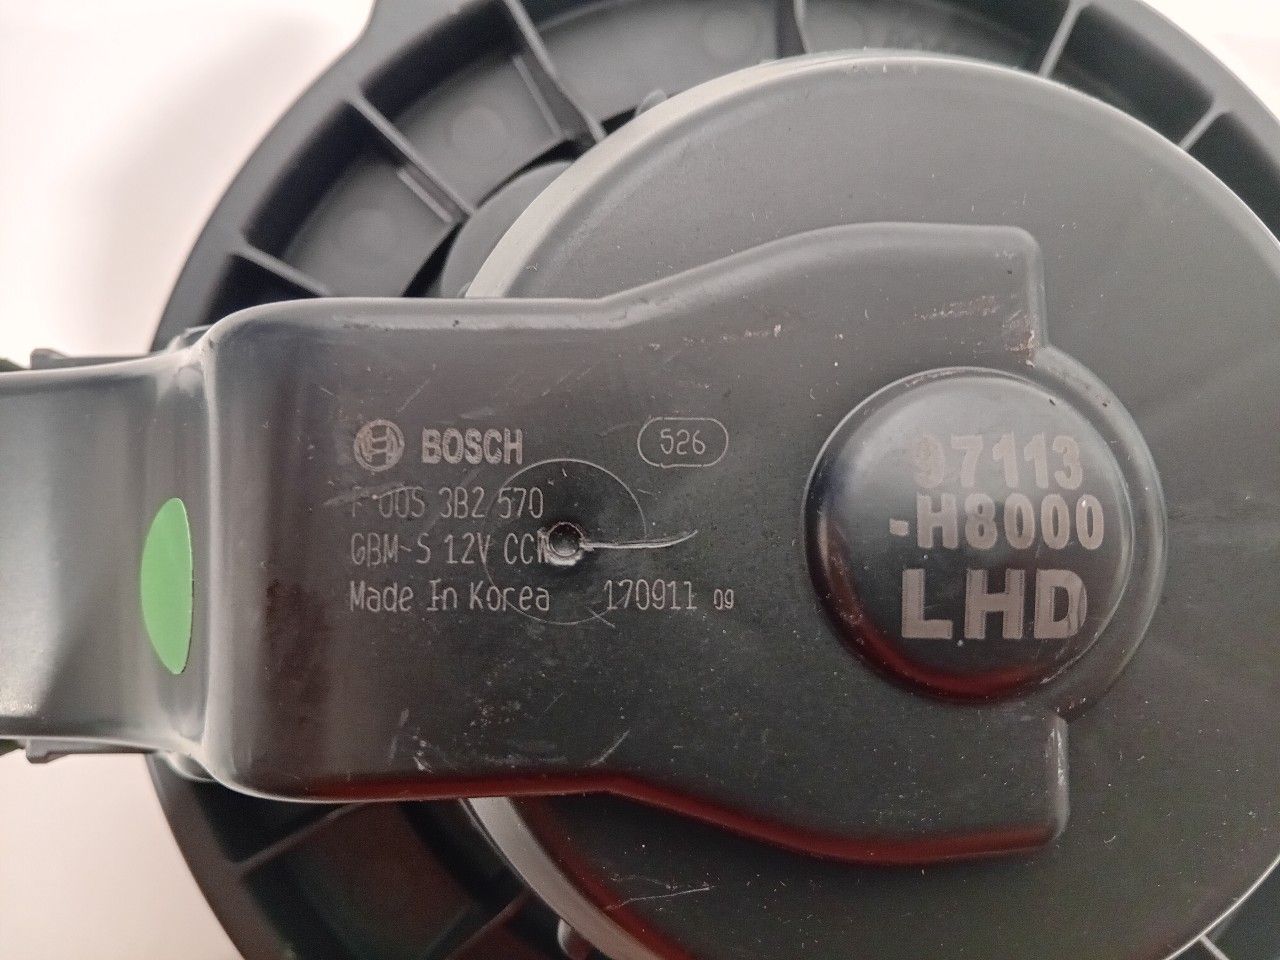 BOSCH
526
F 005 3B2 570
GBM-S 12V CCW
Made In Korea 170911 09
97113
-H8000
LHD